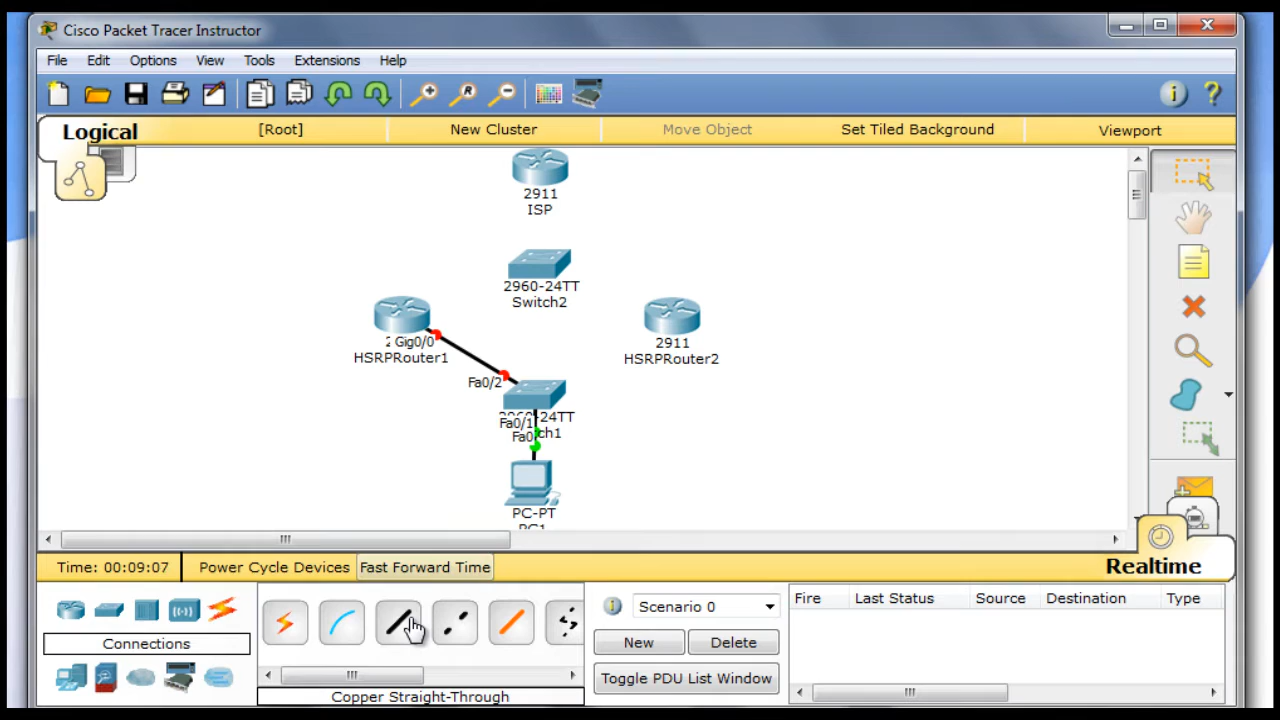 Cisco Packet Tracer Instructor
File Edit Options View Tools Extensions Help
Logical [Root] New Cluster Move Object Set Tiled Background Viewport
2911
ISP
2960-24TT
Switch2
Gig0/0
HSRPRouter1
2911
HSRPRouter2
Fa0/2
24TT
Fa0/1
ch1
Fa0
PC-PT
Time: 00:09:07 Power Cycle Devices Fast Forward Time Realtime
Connections
Copper Straight-Through
Scenario 0
New Delete
Toggle PDU List Window
Fire Last Status Source Destination Type